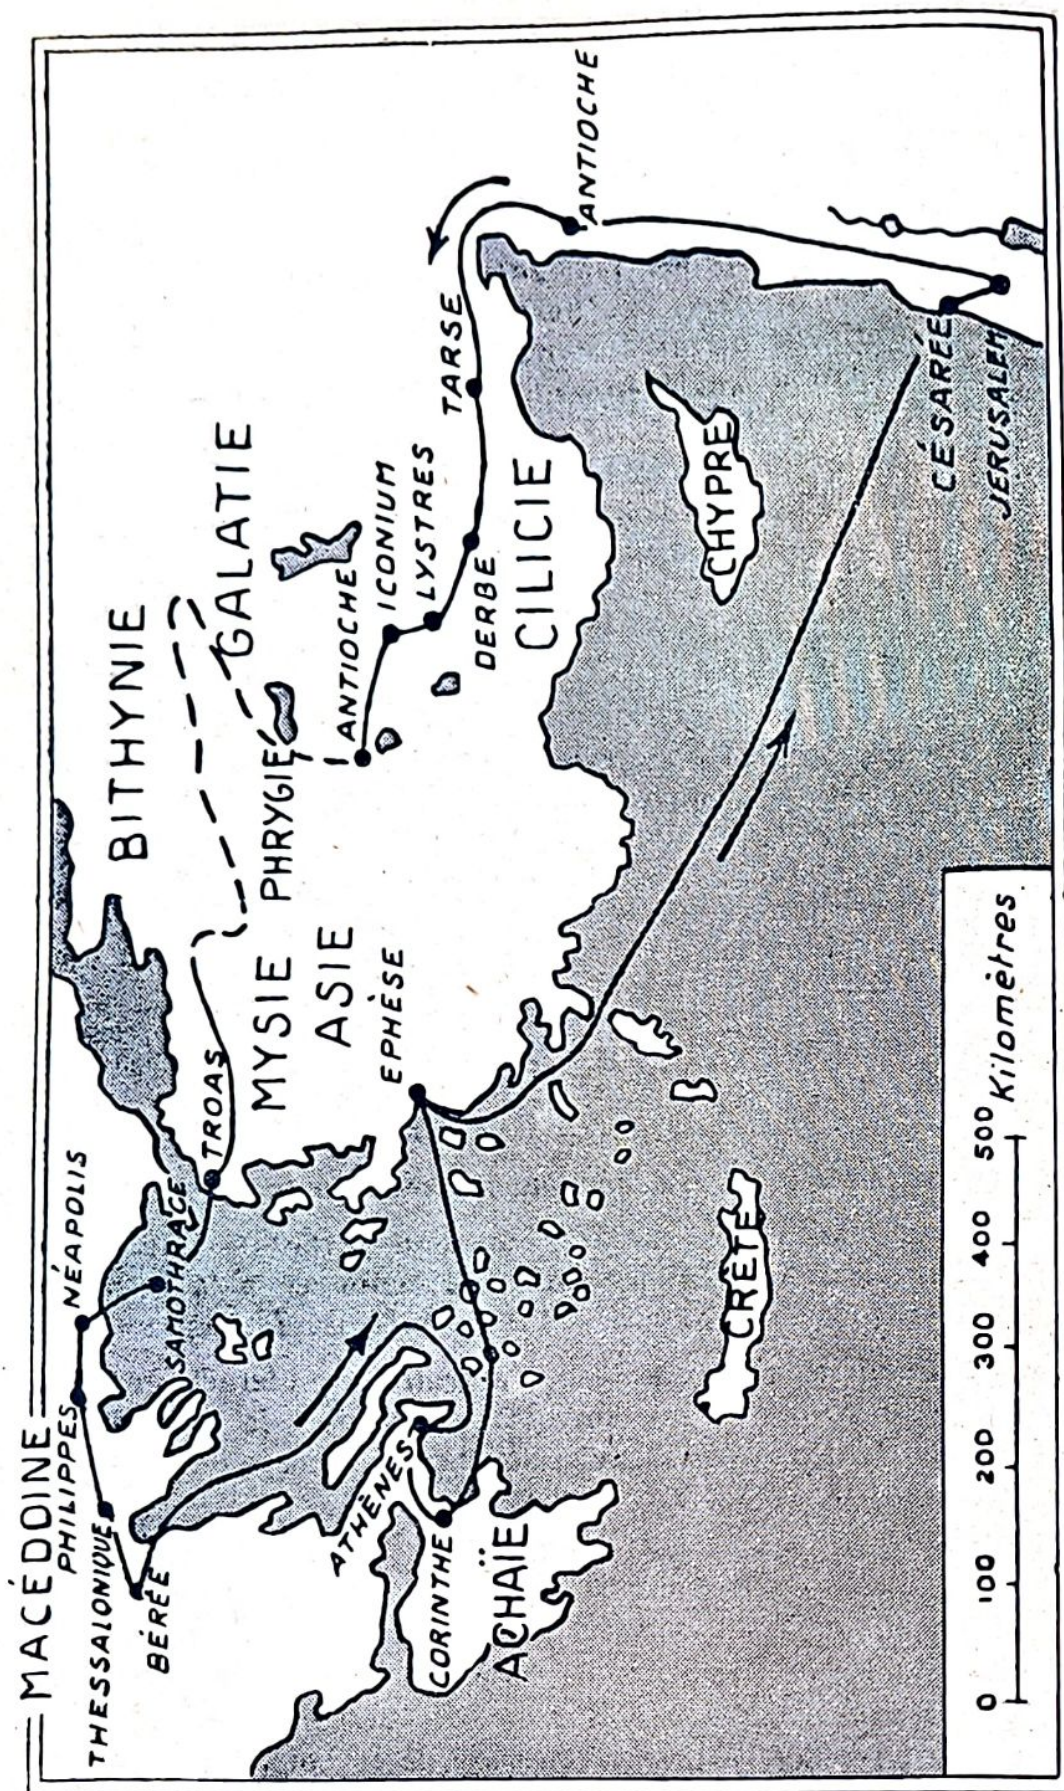 MACÉDOINE
PHILIPPES
NÉAPOLIS
THESSALONIQUE
BÉRÉE
SAMOTHRACE
TROAS
BITHYNIE
GALATIE
MYSIE
PHRYGIE
ASIE
EPHÈSE
ANTIOCHE
ICONIUM
LYSTRES
DERBE
TARSE
CILICIE
ANTIOCHE
ATHÈNES
CORINTHE
ACHAÏE
CRÈTE
CHYPRE
CÉSARÉE
JÉRUSALEM
0 100 200 300 400 500 Kilomètres